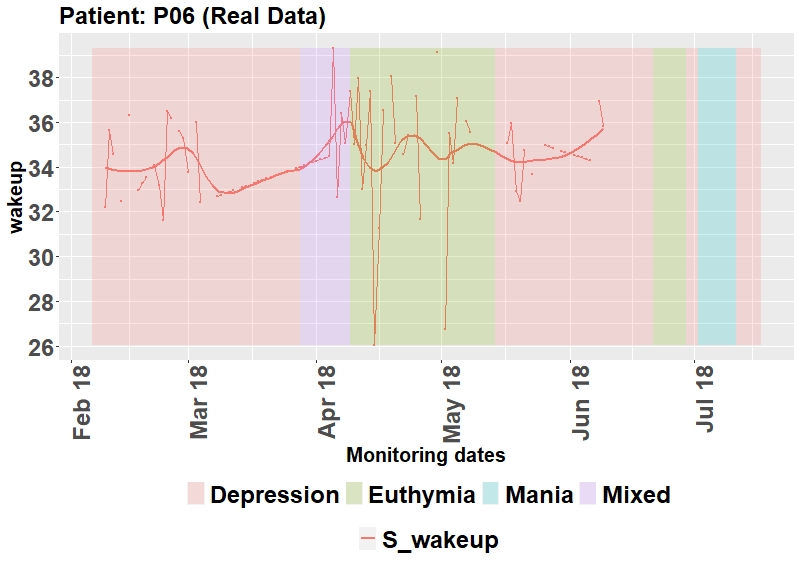 Patient: P06 (Real Data)
wakeup
38
36
34
32
30
28
26
Feb 18
Mar 18
Apr 18
May 18
Jun 18
Jul 18
Monitoring dates
Depression Euthymia Mania Mixed
S_wakeup